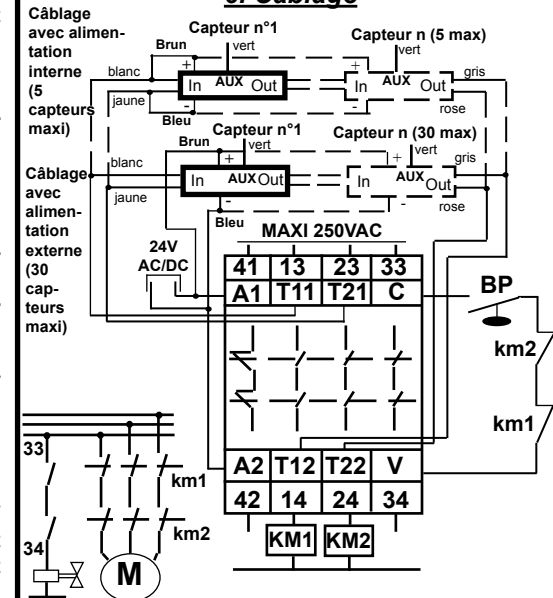 Câblage
avec alimen-
tation
interne
(5
capteurs
maxi)
Capteur n°1
Capteur n (5 max)
Brun
vert
vert
+
+
blanc
In
AUX
Out
In
AUX
Out
gris
jaune
-
-
rose
Bleu
Capteur n°1
Capteur n (30 max)
Brun
vert
vert
+
+
blanc
gris
In
AUX
Out
In
AUX
Out
jaune
-
-
rose
Bleu
Câblage
avec
alimen-
tation
externe
(30
cap-
teurs
maxi)
24V
AC/DC
MAXI 250VAC
41 13 23 33
A1 T11 T21 C
BP
km2
km1
A2 T12 T22 V
42 14 24 34
KM1 KM2
33
km1
34
km2
M